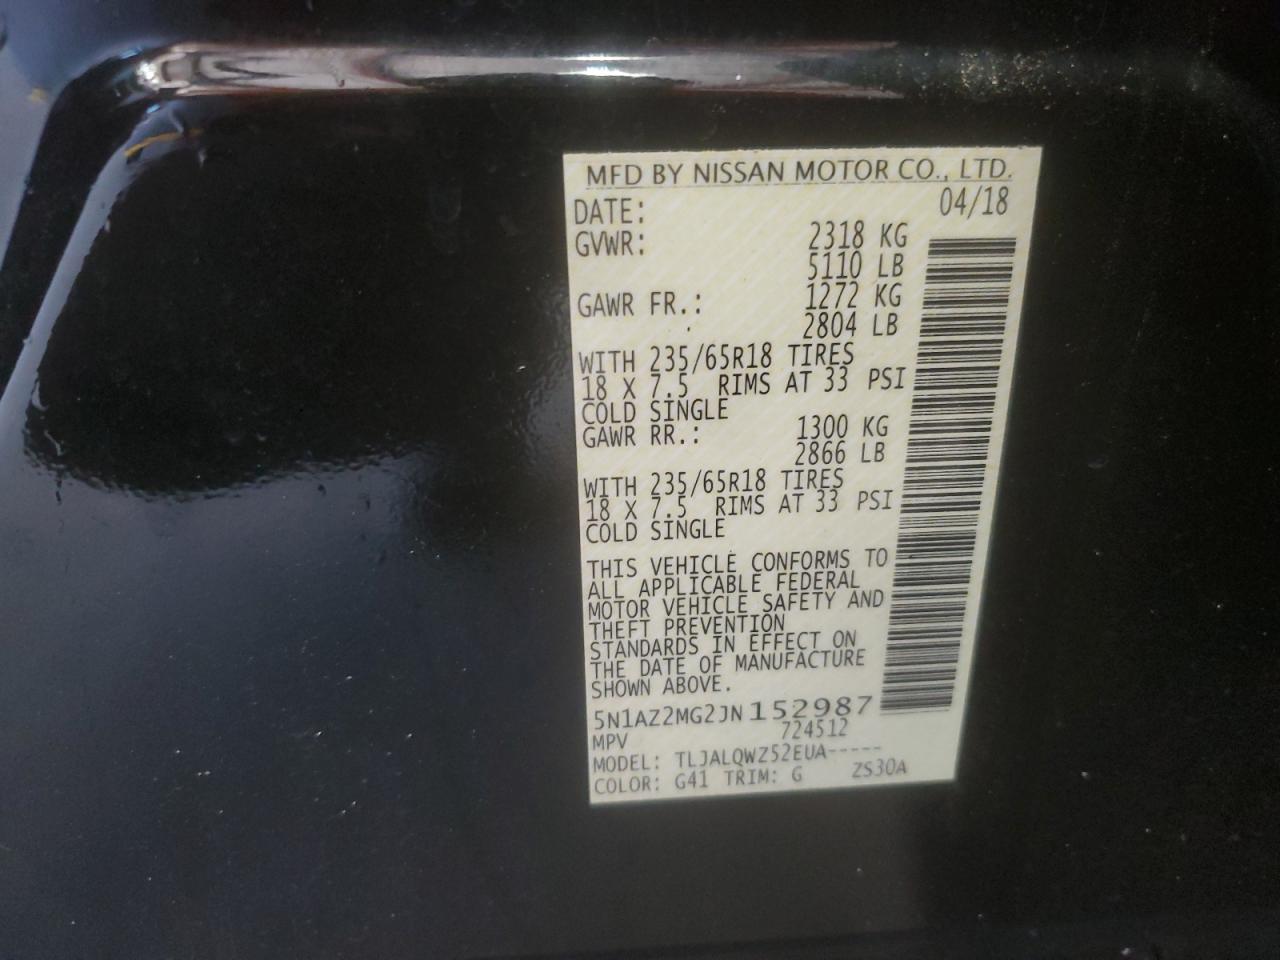 MFD BY NISSAN MOTOR CO., LTD.
DATE: 04/18
GVWR: 2318 KG
5110 LB
GAWR FR.: 1272 KG
2804 LB
WITH 235/65R18 TIRES
18 X 7.5 RIMS AT 33 PSI
COLD SINGLE
GAWR RR.: 1300 KG
2866 LB
WITH 235/65R18 TIRES
18 X 7.5 RIMS AT 33 PSI
COLD SINGLE
THIS VEHICLE CONFORMS TO
ALL APPLICABLE FEDERAL
MOTOR VEHICLE SAFETY AND
THEFT PREVENTION
STANDARDS IN EFFECT ON
THE DATE OF MANUFACTURE
SHOWN ABOVE.
5N1AZ2MG2JN152987
MPV 724512
MODEL: TLJALQWZ52EUA-----
COLOR: G41 TRIM: G ZS30A